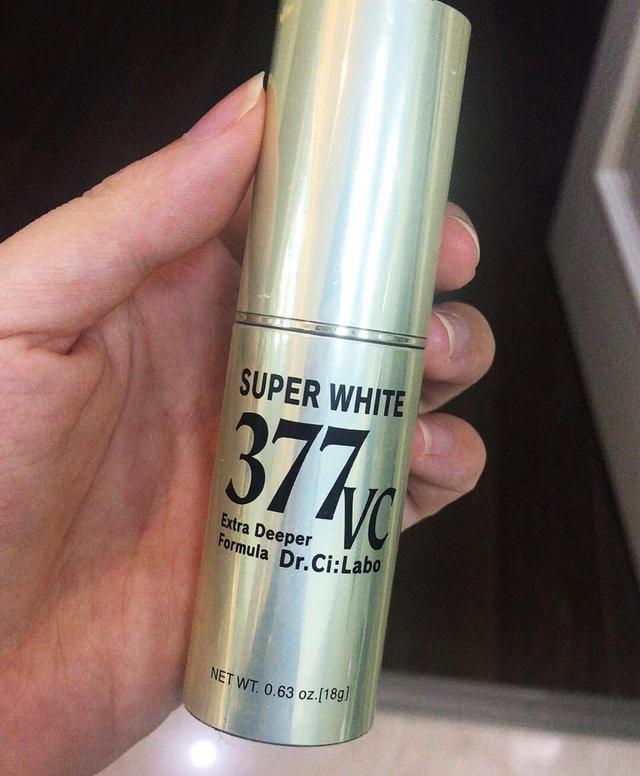 SUPER WHITE
377VC
Extra Deeper
Formula Dr.Ci:Labo
NET WT. 0.63 oz.[18g]